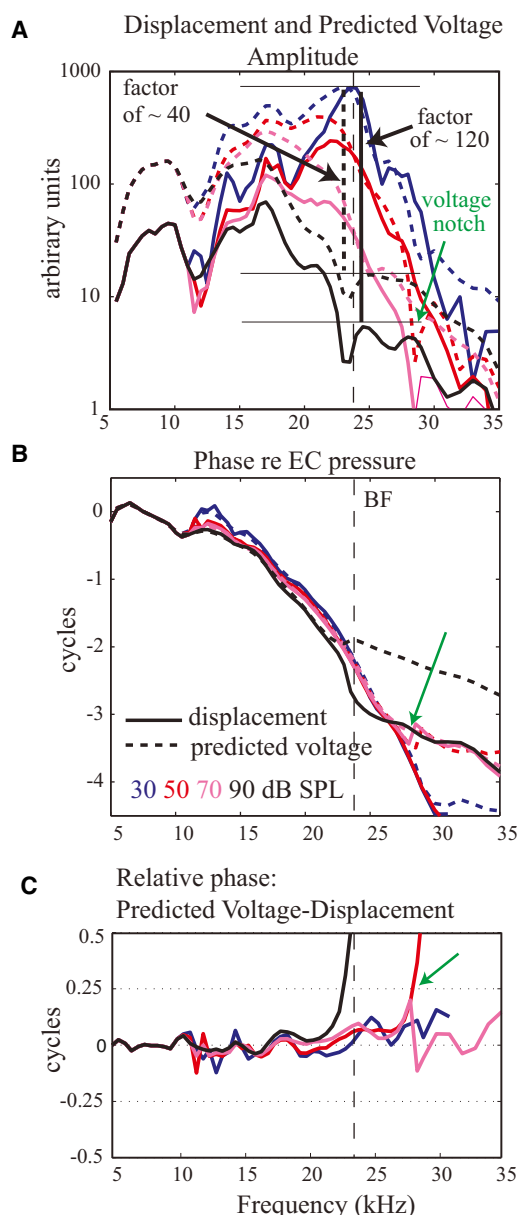 A
Displacement and Predicted Voltage
Amplitude
1000
100
10
1
arbirary units
factor
of ~ 40
factor
of ~ 120
voltage
notch
5 10 15 20 25 30 35
B
Phase re EC pressure
BF
0
-1
-2
-3
-4
cycles
displacement
predicted voltage
30 50 70 90 dB SPL
5 10 15 20 25 30 35
C
Relative phase:
Predicted Voltage-Displacement
0.5
0.25
0
-0.25
-0.5
cycles
5 10 15 20 25 30 35
Frequency (kHz)